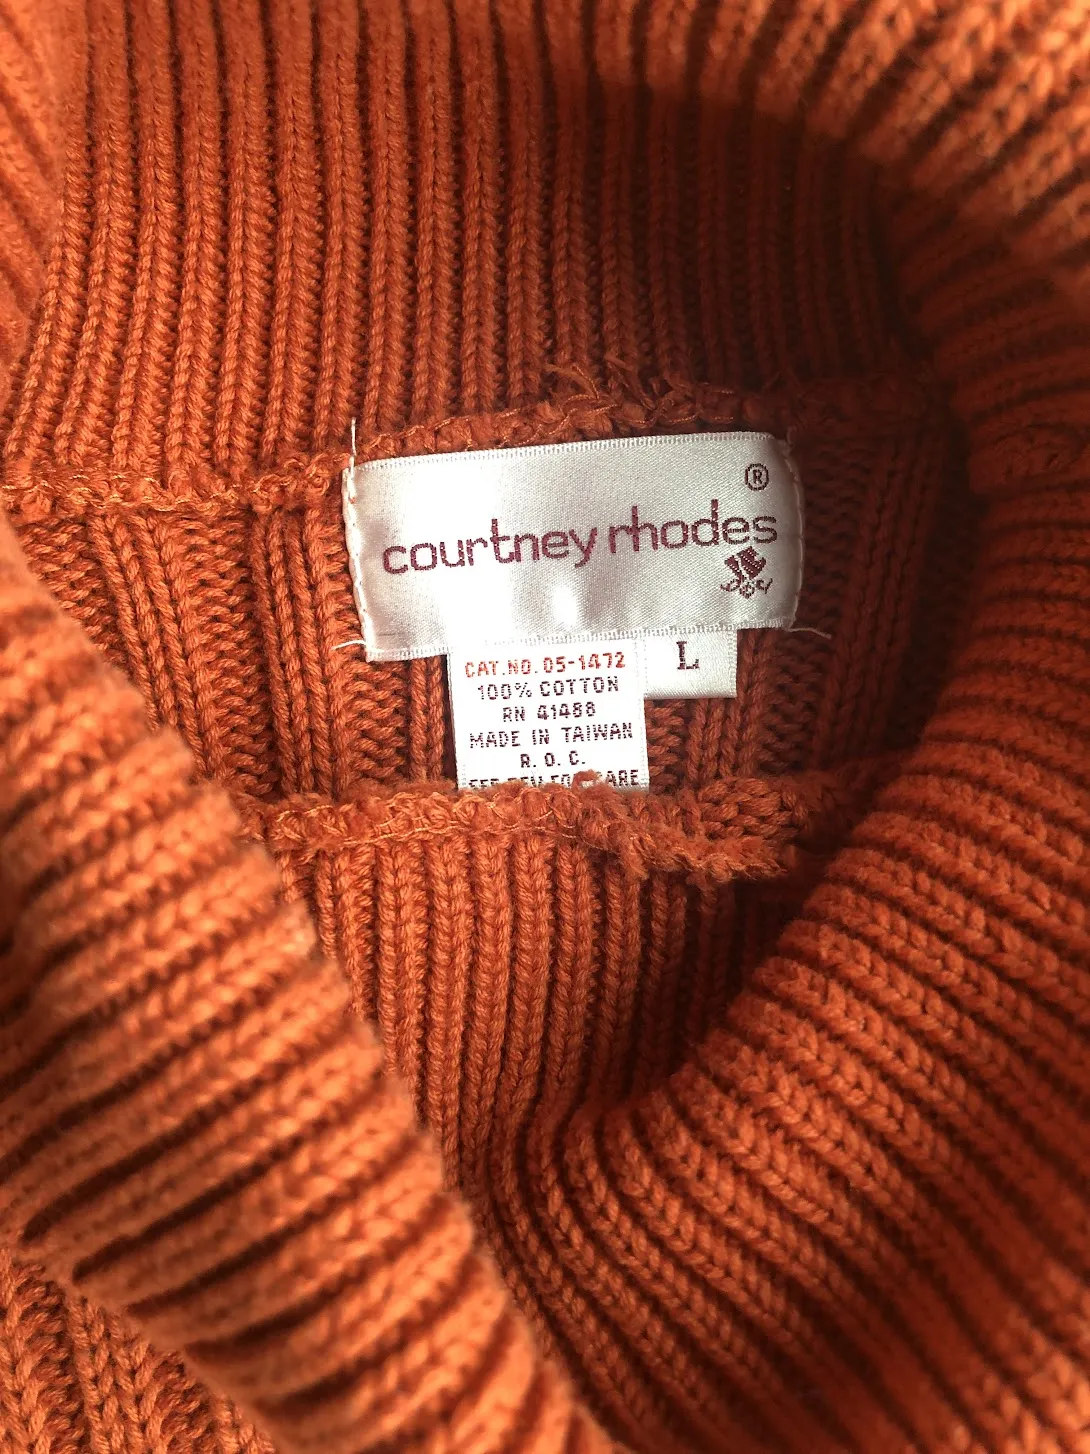 ®
courtney rhodes
L
CAT.NO. 05-1472
100% COTTON
RN 41488
MADE IN TAIWAN
R.O.C.